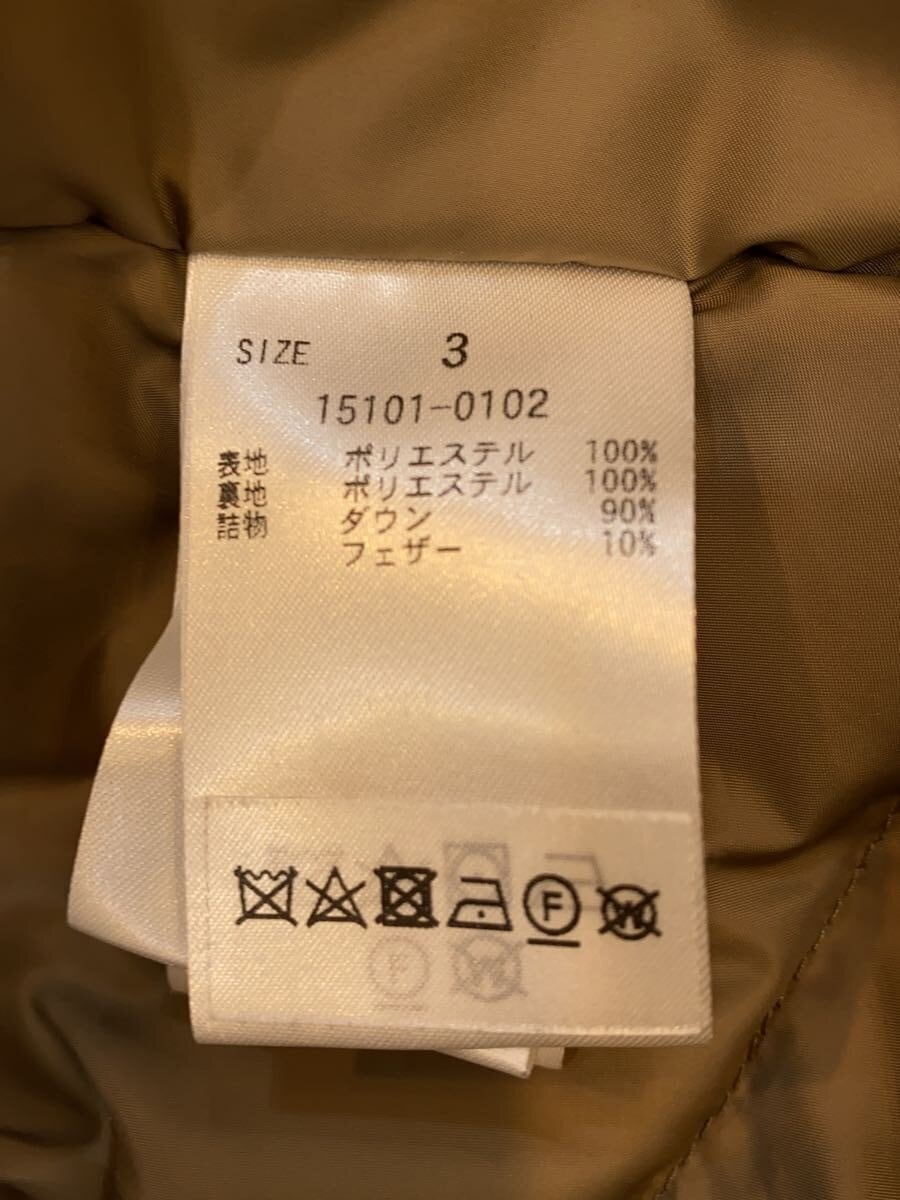 SIZE 3
15101-0102
表地 ポリエステル 100%
裏地 ポリエステル 100%
詰物 ダウン 90%
フェザー 10%
F W